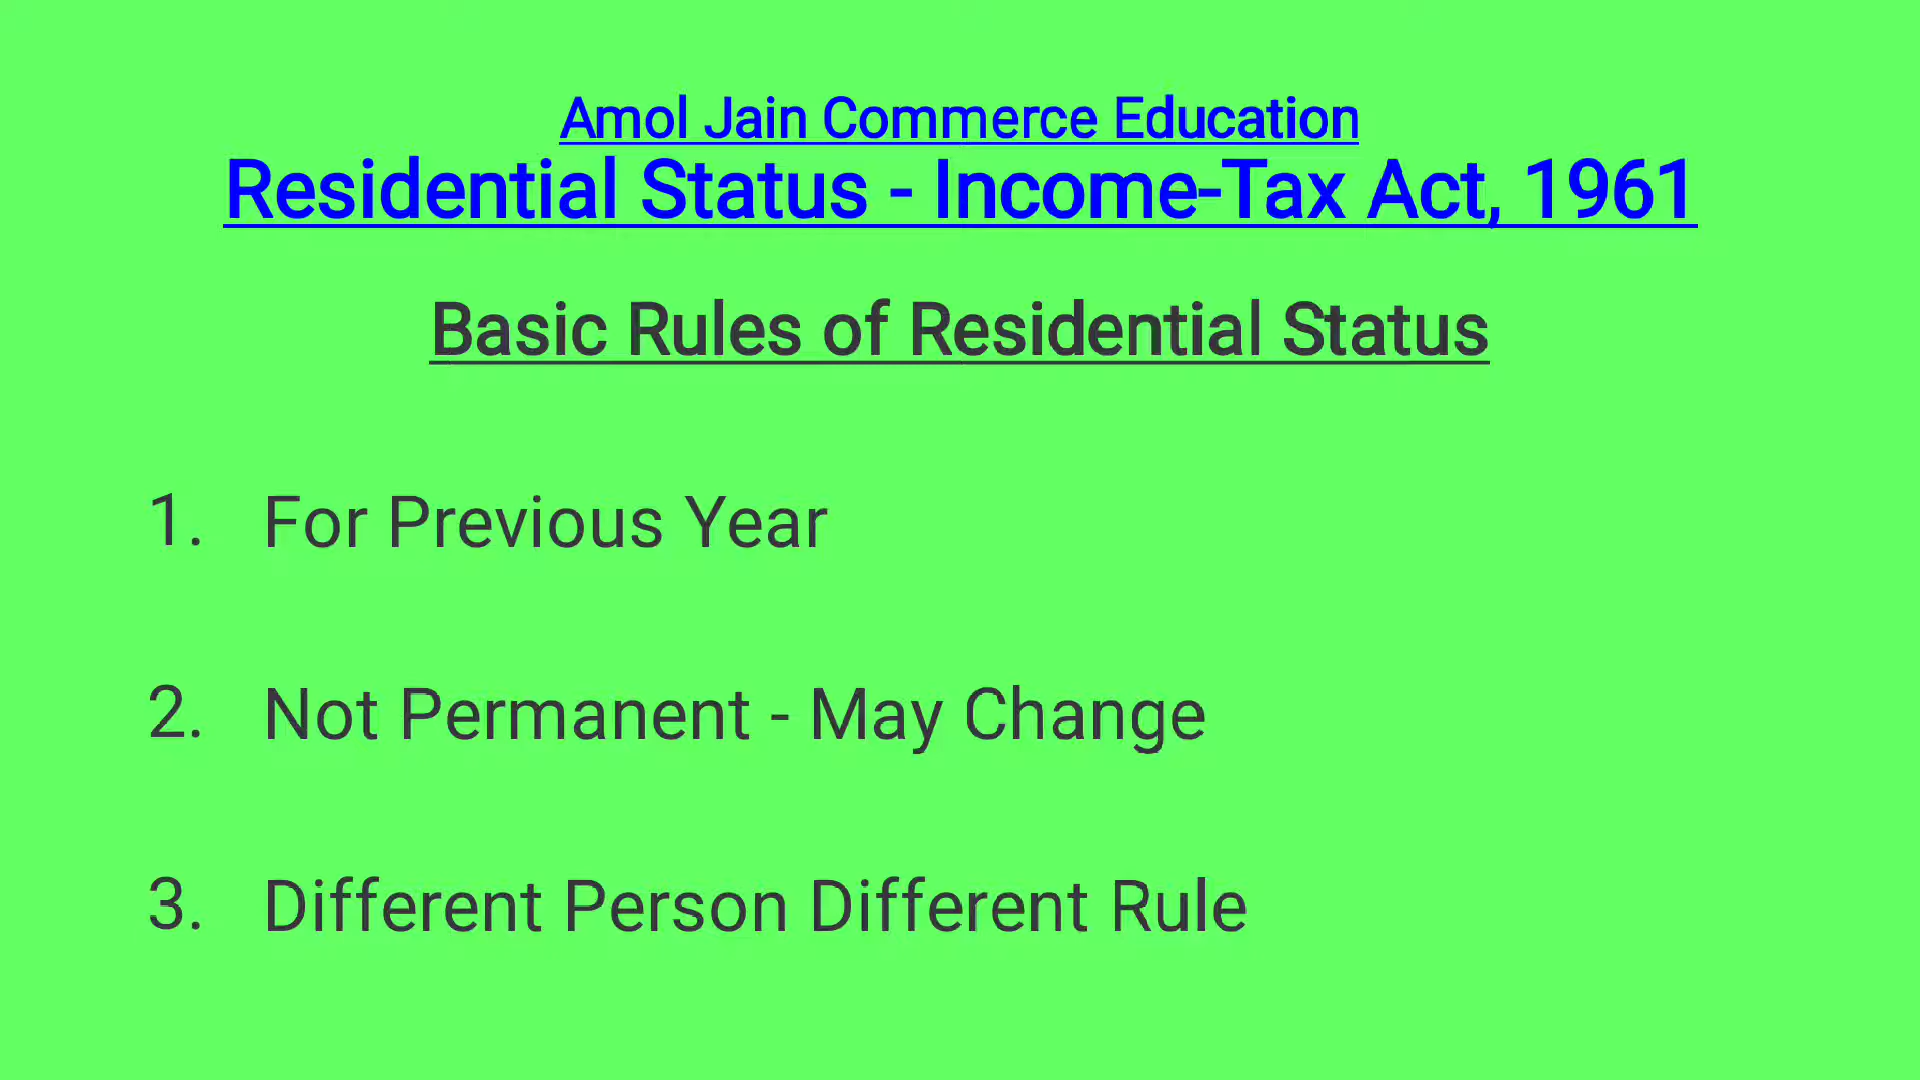 Amol Jain Commerce Education
Residential Status - Income-Tax Act, 1961
Basic Rules of Residential Status
1. For Previous Year
2. Not Permanent - May Change
3. Different Person Different Rule